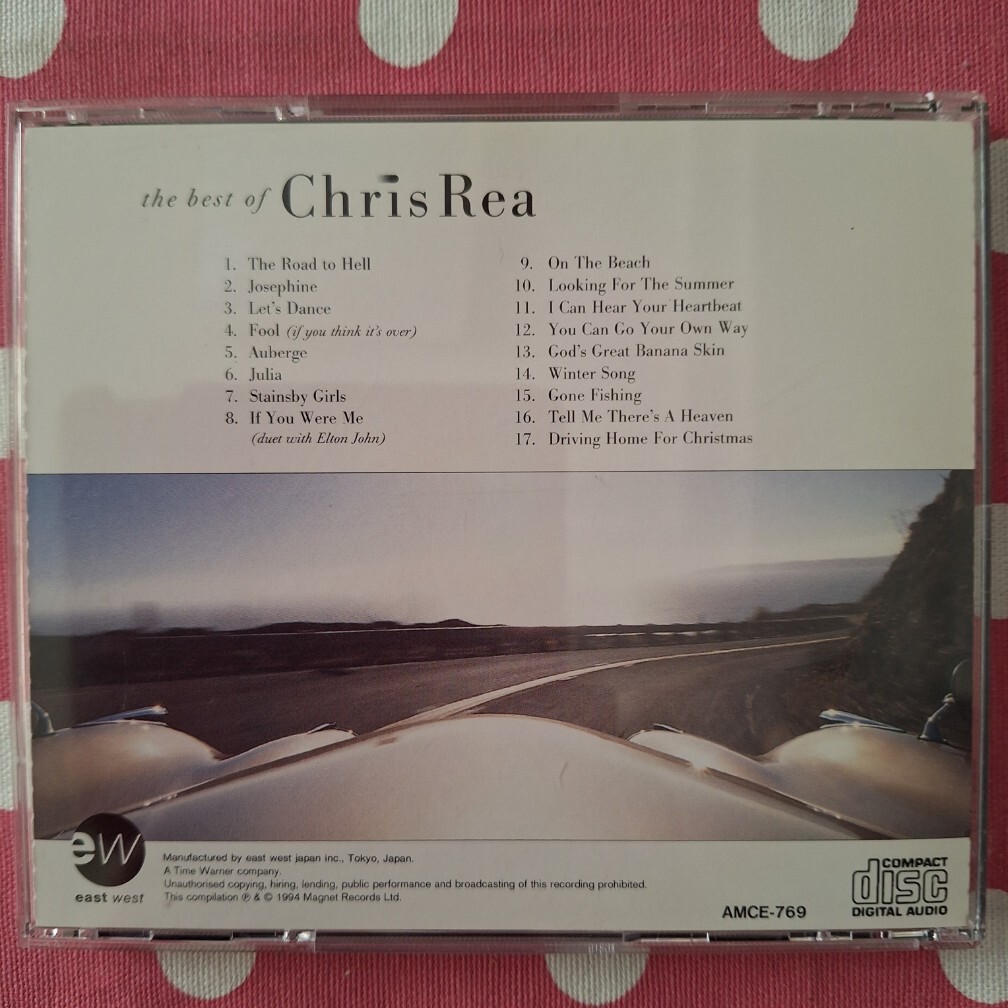 the best of Chris Rea
1. The Road to Hell
2. Josephine
3. Let's Dance
4. Fool (if you think it's over)
5. Auberge
6. Julia
7. Stainsby Girls
8. If You Were Me
(duet with Elton John)
9. On The Beach
10. Looking For The Summer
11. I Can Hear Your Heartbeat
12. You Can Go Your Own Way
13. God's Great Banana Skin
14. Winter Song
15. Gone Fishing
16. Tell Me There's A Heaven
17. Driving Home For Christmas
ew
east west
Manufactured by east west japan inc., Tokyo, Japan.
A Time Warner company.
Unauthorised copying, hiring, lending, public performance and broadcasting of this recording prohibited.
This compilation ℗ & © 1994 Magnet Records Ltd.
AMCE-769
COMPACT
disc
DIGITAL AUDIO